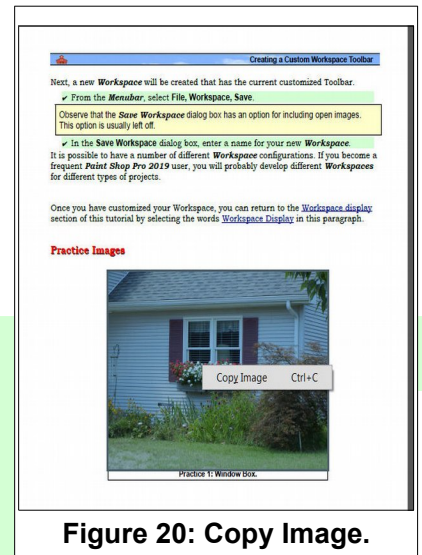 Creating a Custom Workspace Toolbar
Next, a new Workspace will be created that has the current customized Toolbar.
✔ From the Menubar, select File, Workspace, Save.
Observe that the Save Workspace dialog box has an option for including open images.
This option is usually left off.
✔ In the Save Workspace dialog box, enter a name for your new Workspace.
It is possible to have a number of different Workspace configurations. If you become a
frequent Paint Shop Pro 2019 user, you will probably develop different Workspaces
for different types of projects.
Once you have customized your Workspace, you can return to the Workspace display
section of this tutorial by selecting the words Workspace Display in this paragraph.
Practice Images
Copy Image Ctrl+C
Practice 1: Window Box.
Figure 20: Copy Image.